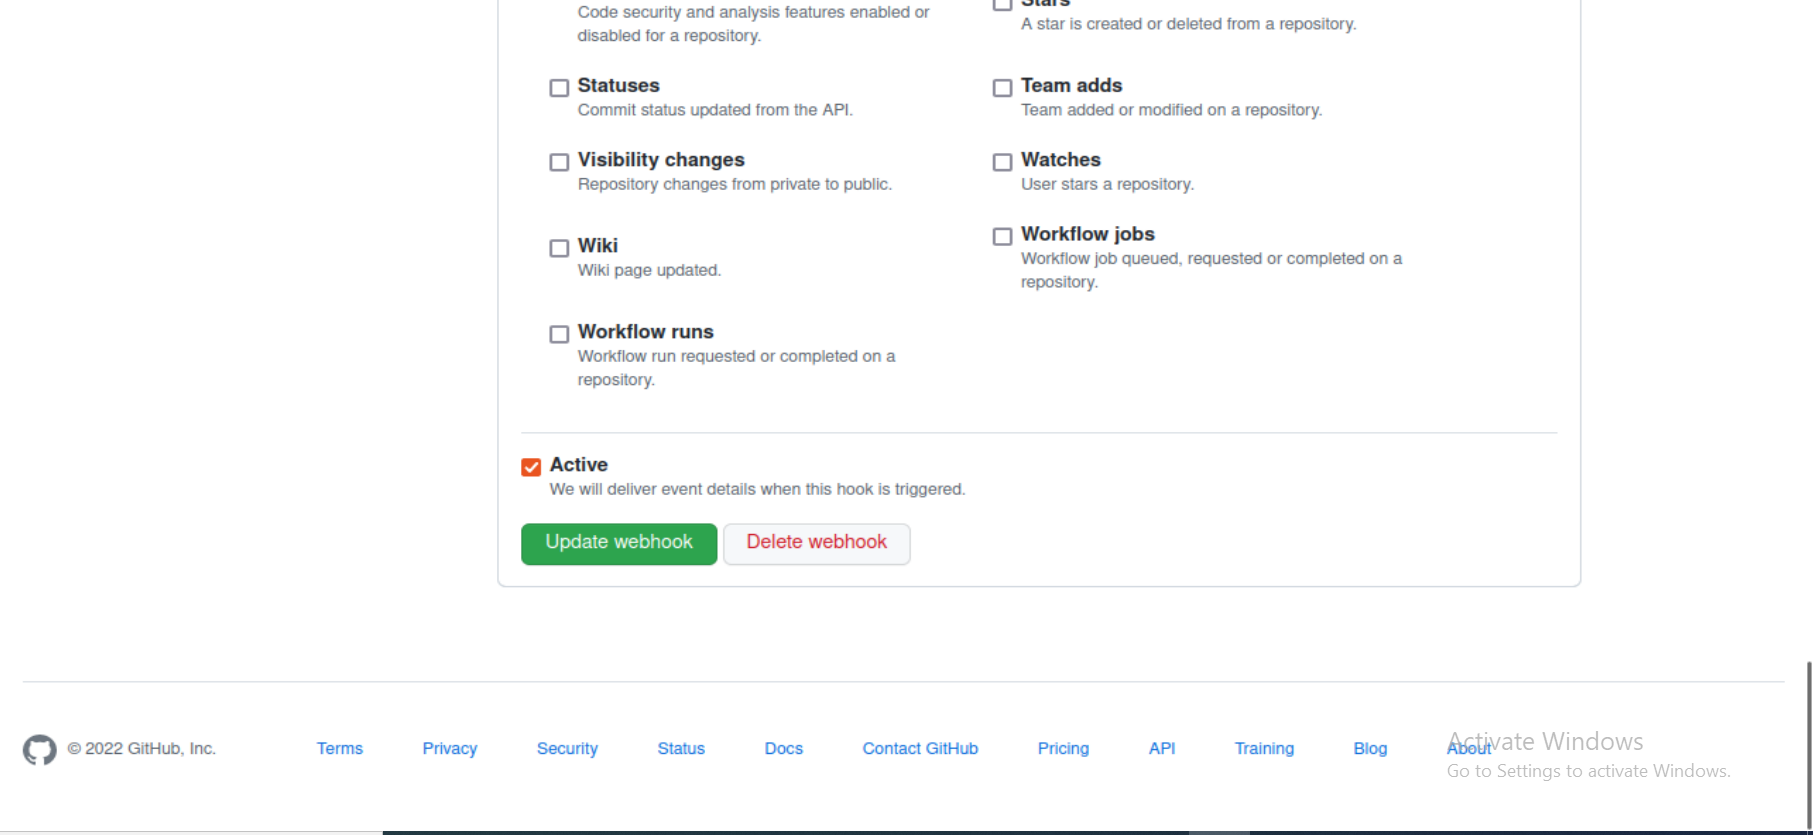 Code security and analysis features enabled or
disabled for a repository.
Stars
A star is created or deleted from a repository.
Statuses
Commit status updated from the API.
Team adds
Team added or modified on a repository.
Visibility changes
Repository changes from private to public.
Watches
User stars a repository.
Wiki
Wiki page updated.
Workflow jobs
Workflow job queued, requested or completed on a
repository.
Workflow runs
Workflow run requested or completed on a
repository.
Active
We will deliver event details when this hook is triggered.
Update webhook Delete webhook
© 2022 GitHub, Inc. Terms Privacy Security Status Docs Contact GitHub Pricing API Training Blog About
Activate Windows
Go to Settings to activate Windows.